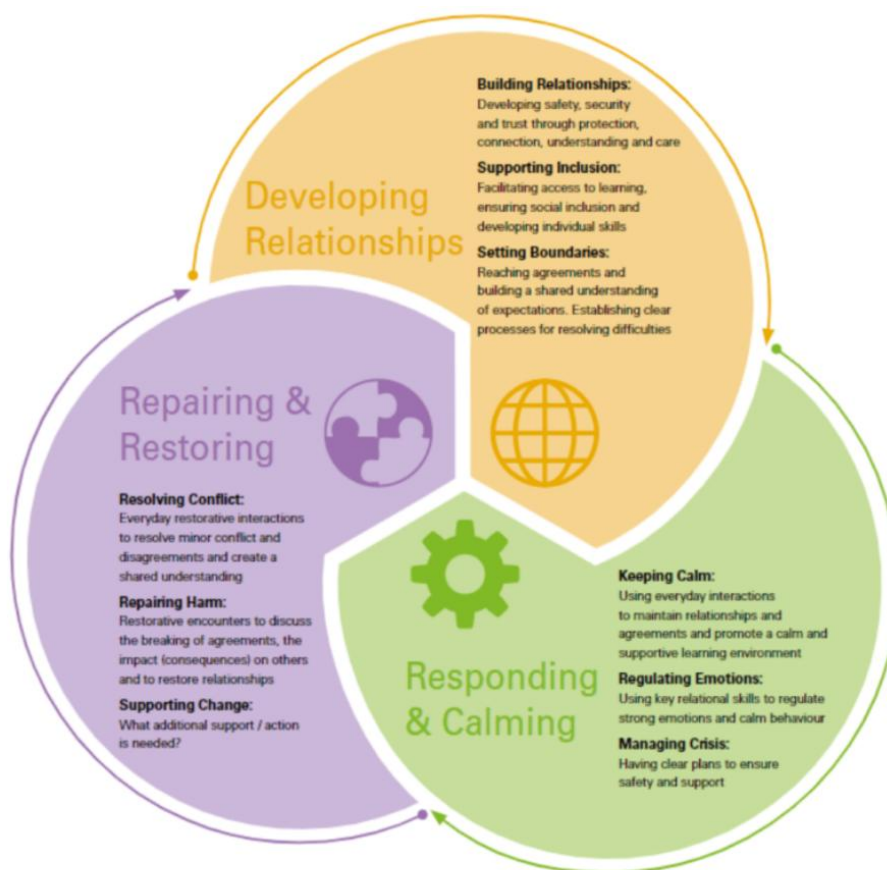 Developing
Relationships
Building Relationships:
Developing safety, security
and trust through protection,
connection, understanding and care
Supporting Inclusion:
Facilitating access to learning,
ensuring social inclusion and
developing individual skills
Setting Boundaries:
Reaching agreements and
building a shared understanding
of expectations. Establishing clear
processes for resolving difficulties
Repairing &
Restoring
Resolving Conflict:
Everyday restorative interactions
to resolve minor conflict and
disagreements and create a
shared understanding
Repairing Harm:
Restorative encounters to discuss
the breaking of agreements, the
impact (consequences) on others
and to restore relationships
Supporting Change:
What additional support / action
is needed?
Responding
& Calming
Keeping Calm:
Using everyday interactions
to maintain relationships and
agreements and promote a calm and
supportive learning environment
Regulating Emotions:
Using key relational skills to regulate
strong emotions and calm behaviour
Managing Crisis:
Having clear plans to ensure
safety and support